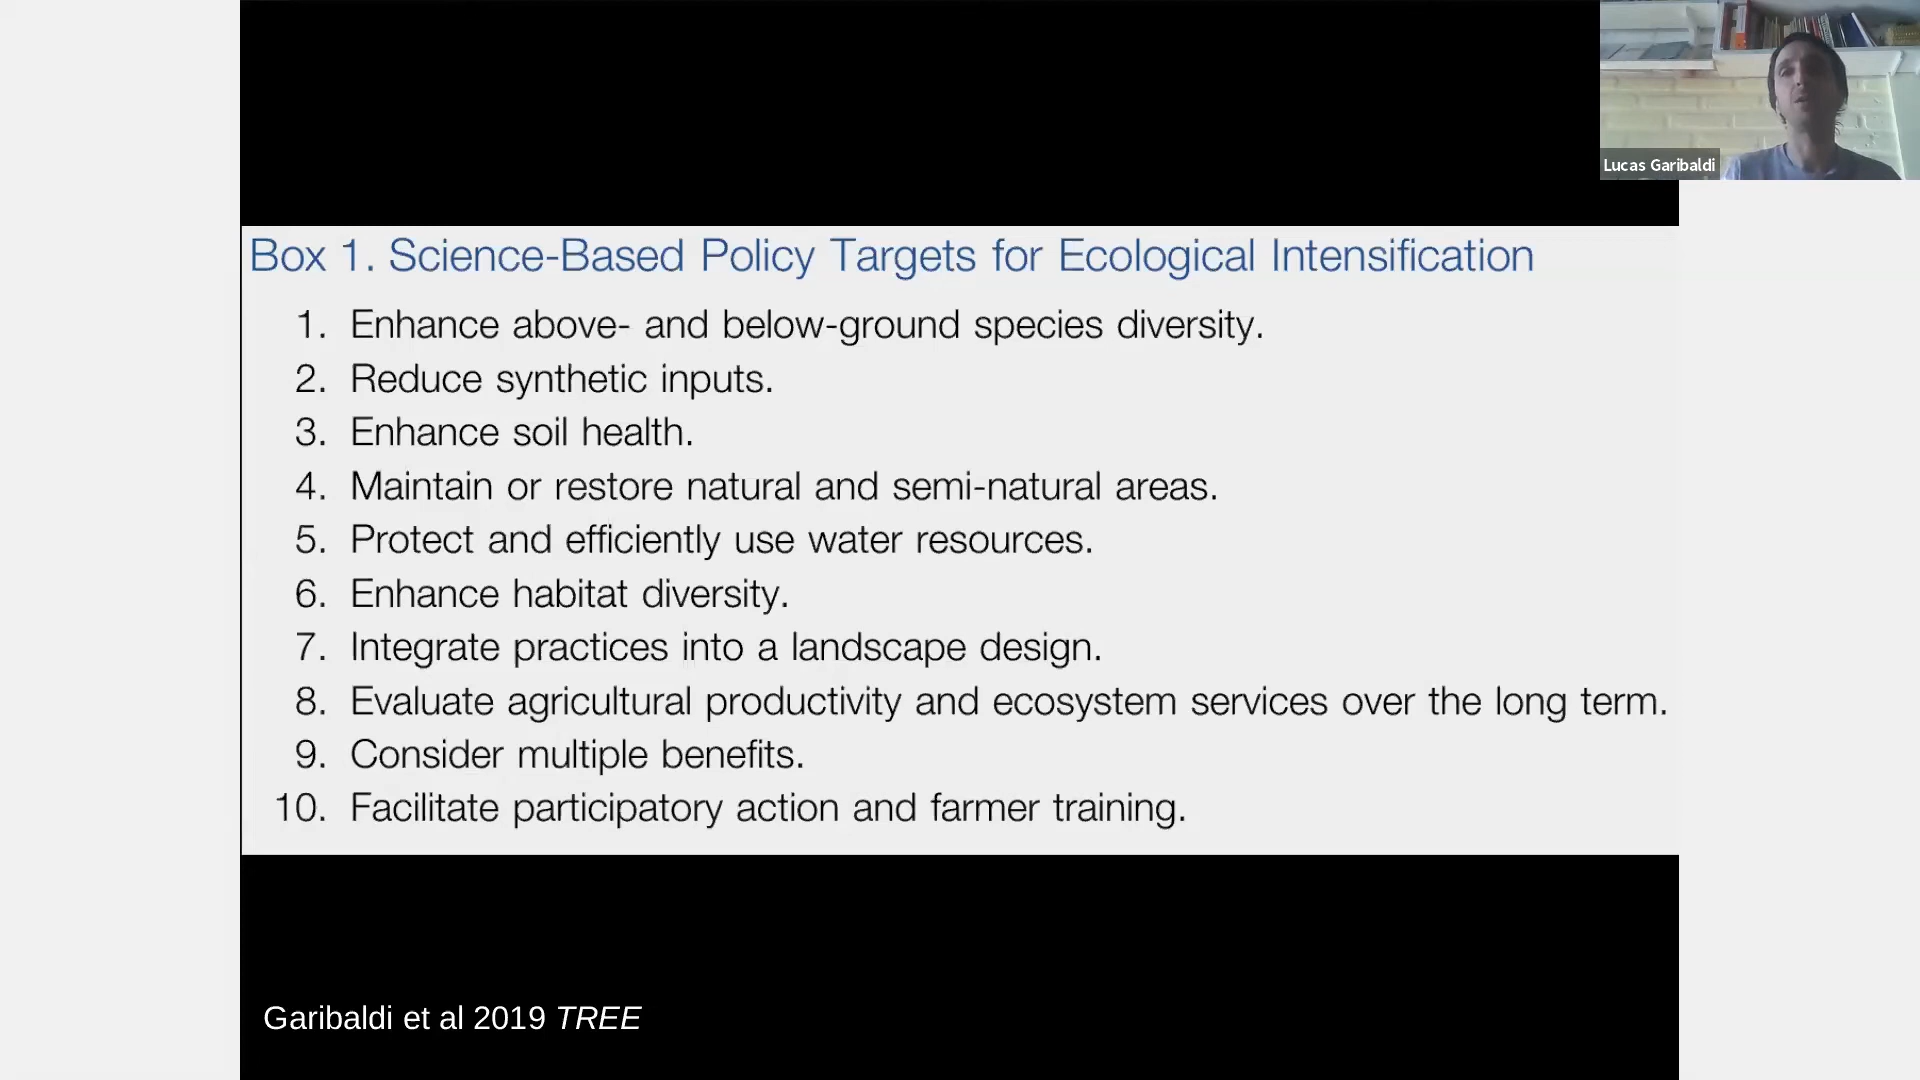 Lucas Garibaldi
Box 1. Science-Based Policy Targets for Ecological Intensification
1. Enhance above- and below-ground species diversity.
2. Reduce synthetic inputs.
3. Enhance soil health.
4. Maintain or restore natural and semi-natural areas.
5. Protect and efficiently use water resources.
6. Enhance habitat diversity.
7. Integrate practices into a landscape design.
8. Evaluate agricultural productivity and ecosystem services over the long term.
9. Consider multiple benefits.
10. Facilitate participatory action and farmer training.
Garibaldi et al 2019 TREE